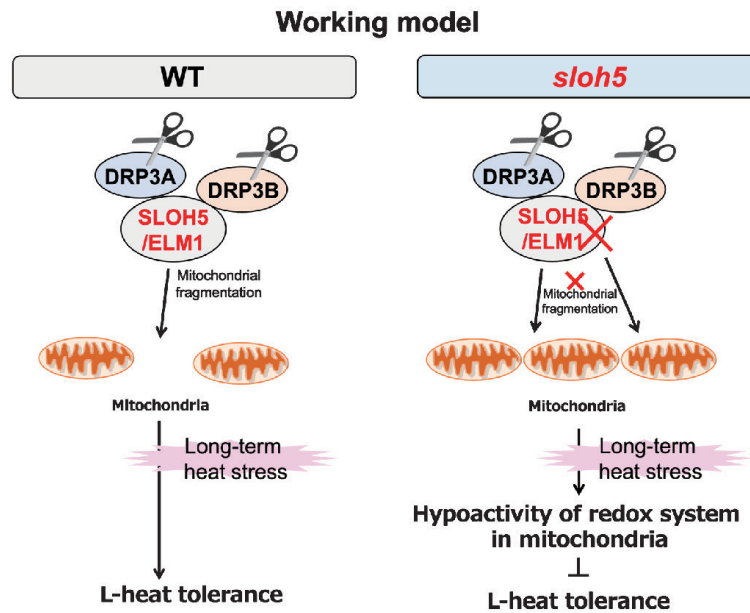 Working model
WT
DRP3A
DRP3B
SLOH5
/ELM1
Mitochondrial
fragmentation
Mitochondria
Long-term
heat stress
L-heat tolerance
sloh5
DRP3A
DRP3B
SLOH5
/ELM1
Mitochondrial
fragmentation
Mitochondria
Long-term
heat stress
Hypoactivity of redox system
in mitochondria
L-heat tolerance